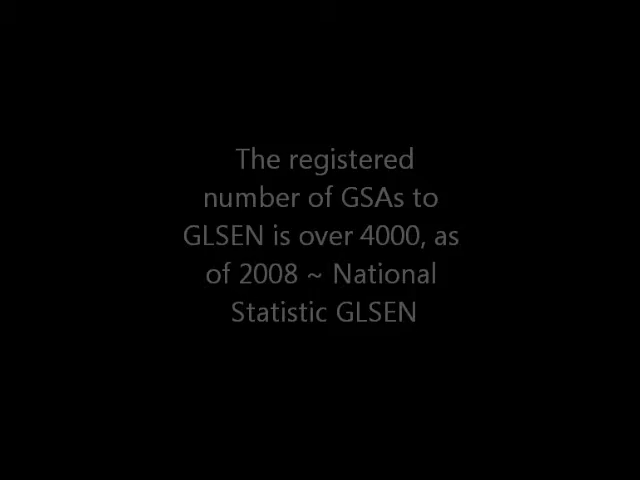 The registered
number of GSAs to
GLSEN is over 4000, as
of 2008 ~ National
Statistic GLSEN